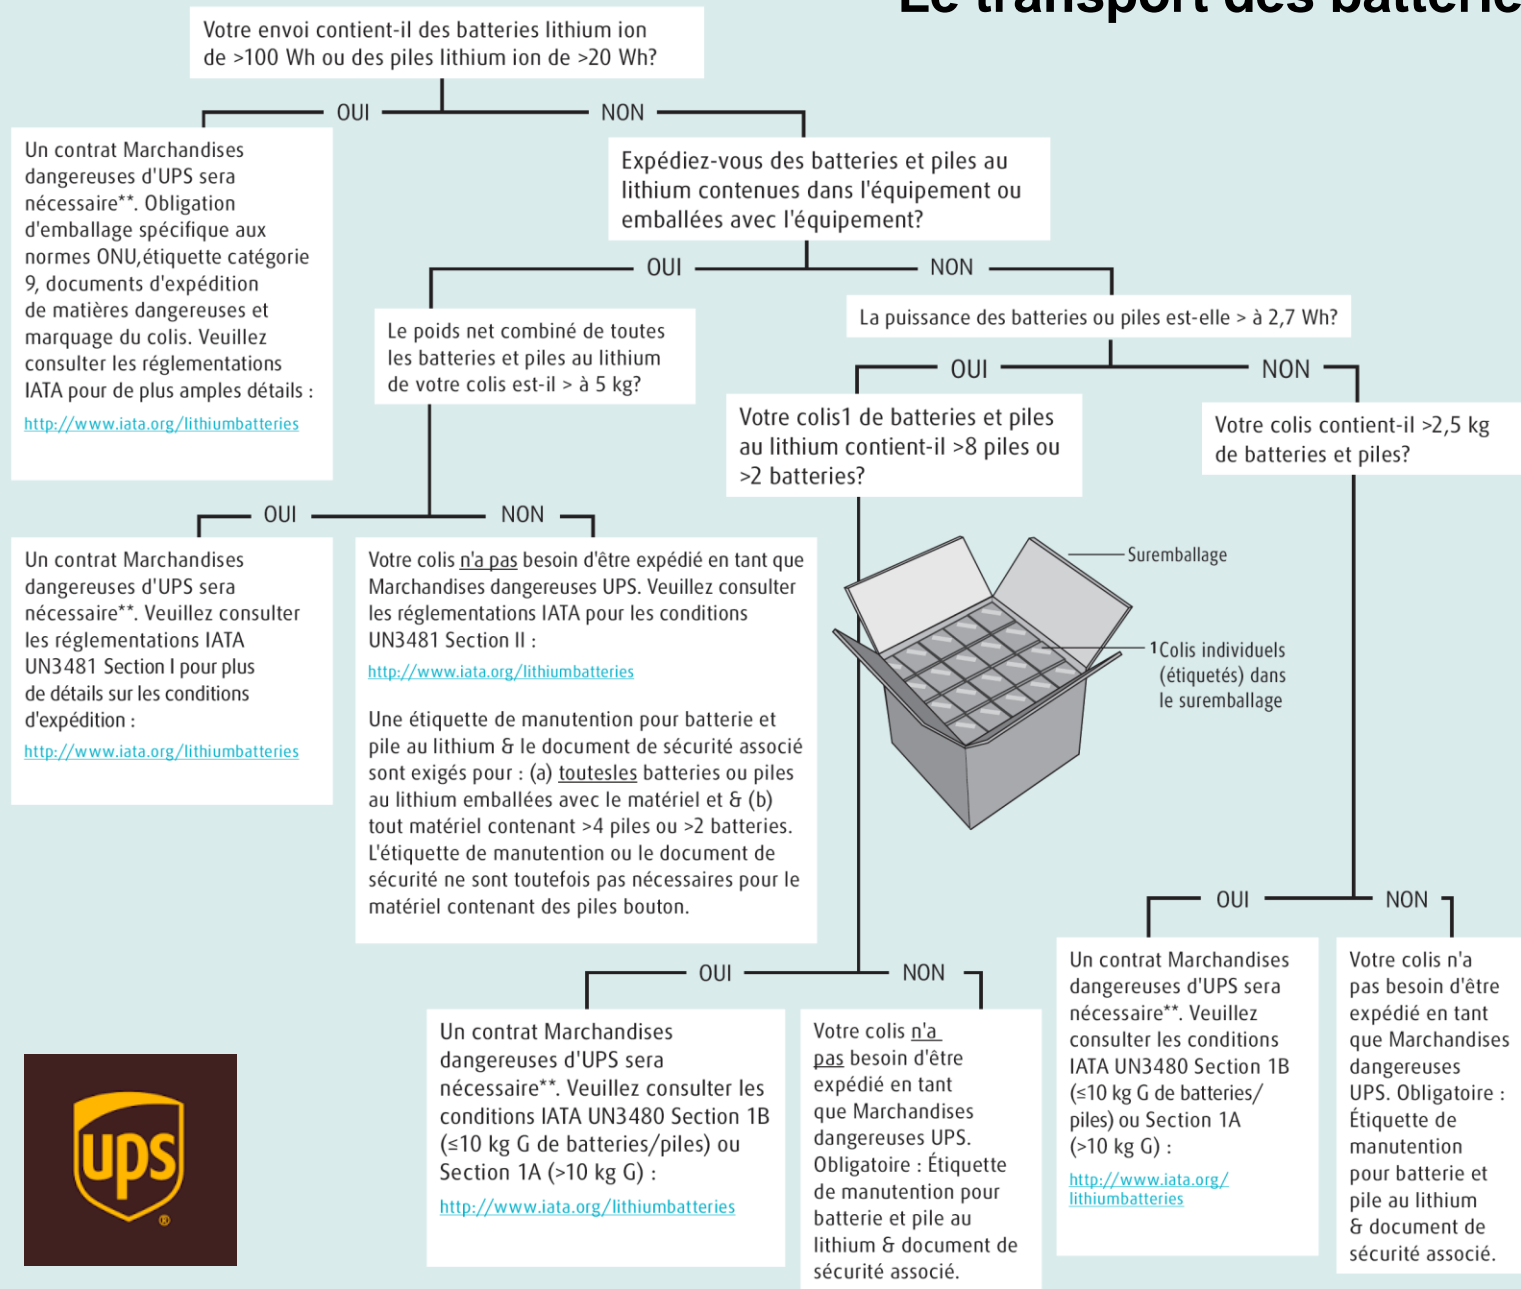 Le transport des batterie
Votre envoi contient-il des batteries lithium ion
de >100 Wh ou des piles lithium ion de >20 Wh?
OUI
NON
Un contrat Marchandises
dangereuses d'UPS sera
nécessaire**. Obligation
d'emballage spécifique aux
normes ONU,étiquette catégorie
9, documents d'expédition
de matières dangereuses et
marquage du colis. Veuillez
consulter les réglementations
IATA pour de plus amples détails :
http://www.iata.org/lithiumbatteries
Expédiez-vous des batteries et piles au
lithium contenues dans l'équipement ou
emballées avec l'équipement?
OUI
NON
Le poids net combiné de toutes
les batteries et piles au lithium
de votre colis est-il > à 5 kg?
La puissance des batteries ou piles est-elle > à 2,7 Wh?
OUI
NON
Votre colis1 de batteries et piles
au lithium contient-il >8 piles ou
>2 batteries?
Votre colis contient-il >2,5 kg
de batteries et piles?
OUI
NON
Un contrat Marchandises
dangereuses d'UPS sera
nécessaire**. Veuillez consulter
les réglementations IATA
UN3481 Section I pour plus
de détails sur les conditions
d'expédition :
http://www.iata.org/lithiumbatteries
Votre colis n'a pas besoin d'être expédié en tant que
Marchandises dangereuses UPS. Veuillez consulter
les réglementations IATA pour les conditions
UN3481 Section II :
http://www.iata.org/lithiumbatteries
Une étiquette de manutention pour batterie et
pile au lithium & le document de sécurité associé
sont exigés pour : (a) toutesles batteries ou piles
au lithium emballées avec le matériel et & (b)
tout matériel contenant >4 piles ou >2 batteries.
L'étiquette de manutention ou le document de
sécurité ne sont toutefois pas nécessaires pour le
matériel contenant des piles bouton.
Suremballage
1Colis individuels
(étiquetés) dans
le suremballage
OUI
NON
Un contrat Marchandises
dangereuses d'UPS sera
nécessaire**. Veuillez consulter les
conditions IATA UN3480 Section 1B
(≤10 kg G de batteries/piles) ou
Section 1A (>10 kg G) :
http://www.iata.org/lithiumbatteries
Votre colis n'a
pas besoin d'être
expédié en tant
que Marchandises
dangereuses UPS.
Obligatoire : Étiquette
de manutention pour
batterie et pile au
lithium & document de
sécurité associé.
OUI
NON
Un contrat Marchandises
dangereuses d'UPS sera
nécessaire**. Veuillez
consulter les conditions
IATA UN3480 Section 1B
(≤10 kg G de batteries/
piles) ou Section 1A
(>10 kg G) :
http://www.iata.org/
lithiumbatteries
Votre colis n'a
pas besoin d'être
expédié en tant
que Marchandises
dangereuses
UPS. Obligatoire :
Étiquette de
manutention
pour batterie et
pile au lithium
& document de
sécurité associé.
ups
®